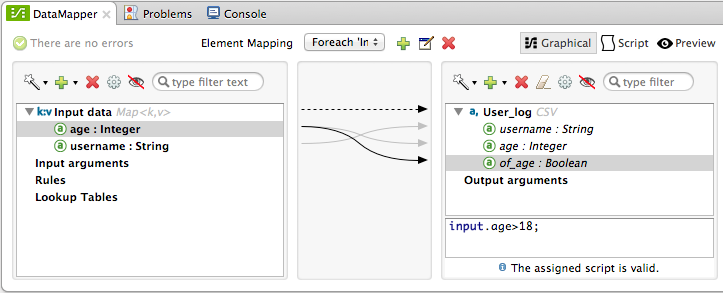 DataMapper Problems Console
There are no errors Element Mapping Foreach 'In Graphical Script Preview
type filter text
type filter
k:v Input data Map<k,v>
a age : Integer
a username : String
Input arguments
Rules
Lookup Tables
a, User_log CSV
a username : String
a age : Integer
a of_age : Boolean
Output arguments
input.age>18;
The assigned script is valid.